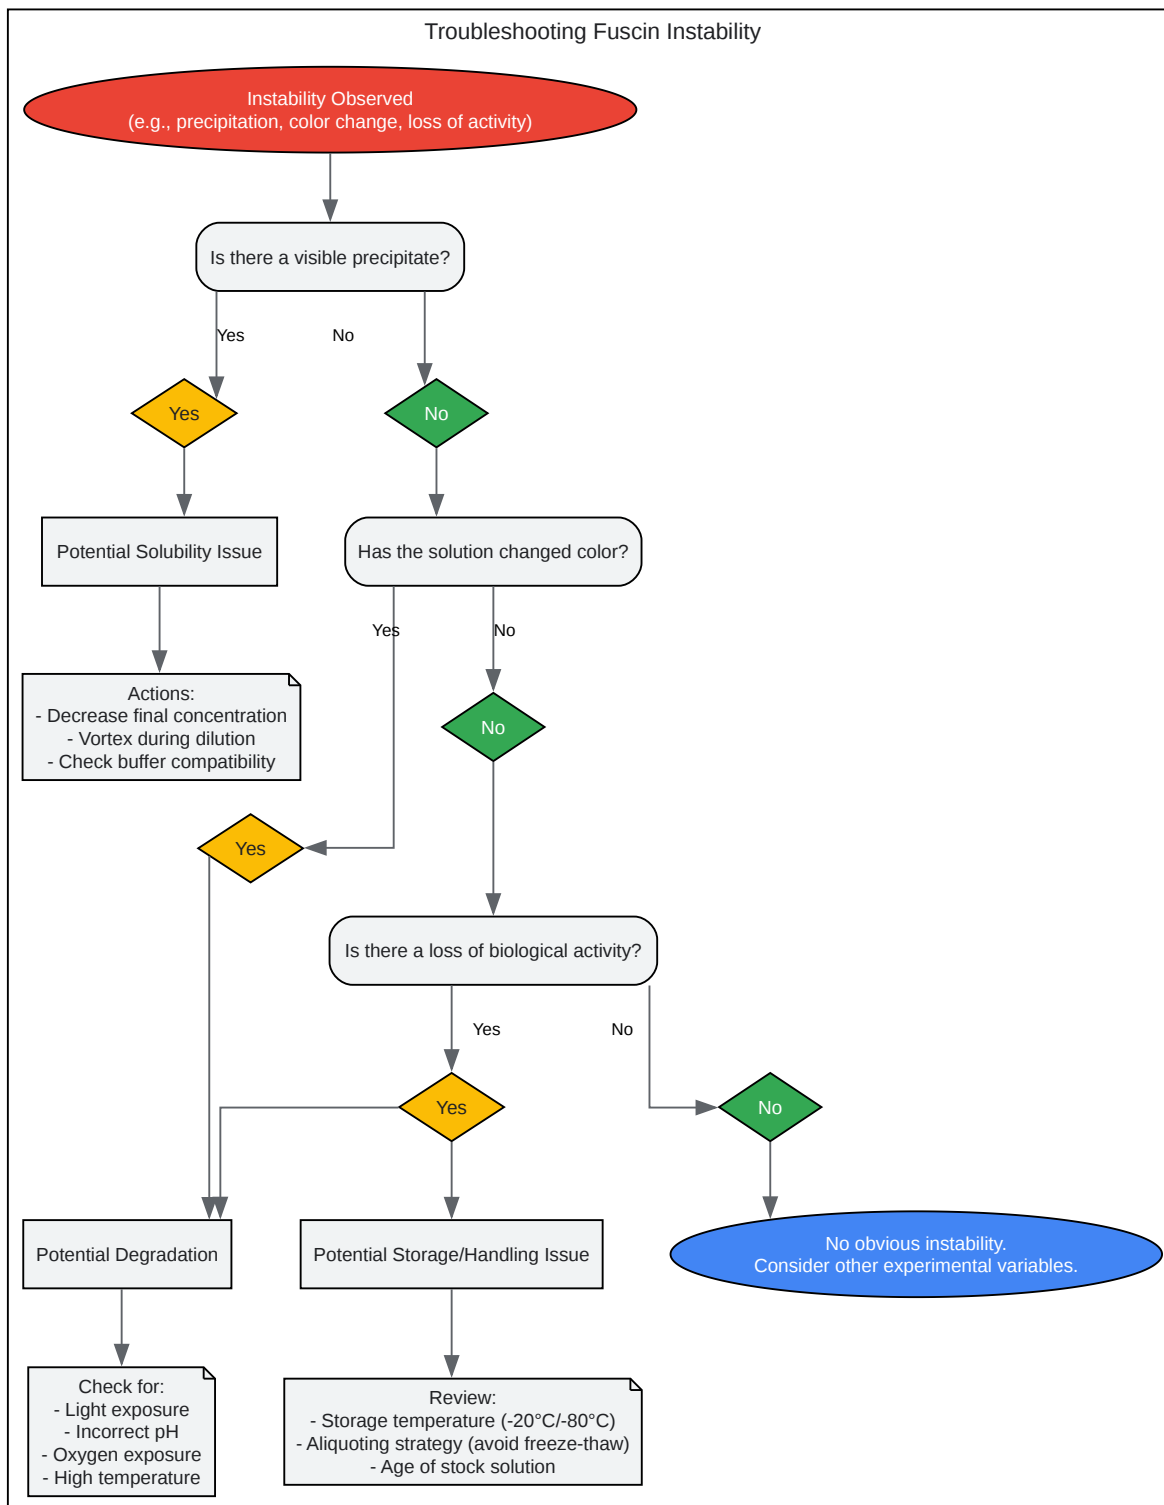 Troubleshooting Fuscin Instability
Instability Observed
(e.g., precipitation, color change, loss of activity)
Is there a visible precipitate?
Yes
No
Yes
No
Potential Solubility Issue
Has the solution changed color?
Yes
No
Actions:
- Decrease final concentration
- Vortex during dilution
- Check buffer compatibility
No
Yes
Is there a loss of biological activity?
Yes
No
Yes
No
Potential Degradation
Potential Storage/Handling Issue
No obvious instability.
Consider other experimental variables.
Check for:
- Light exposure
- Incorrect pH
- Oxygen exposure
- High temperature
Review:
- Storage temperature (-20°C/-80°C)
- Aliquoting strategy (avoid freeze-thaw)
- Age of stock solution